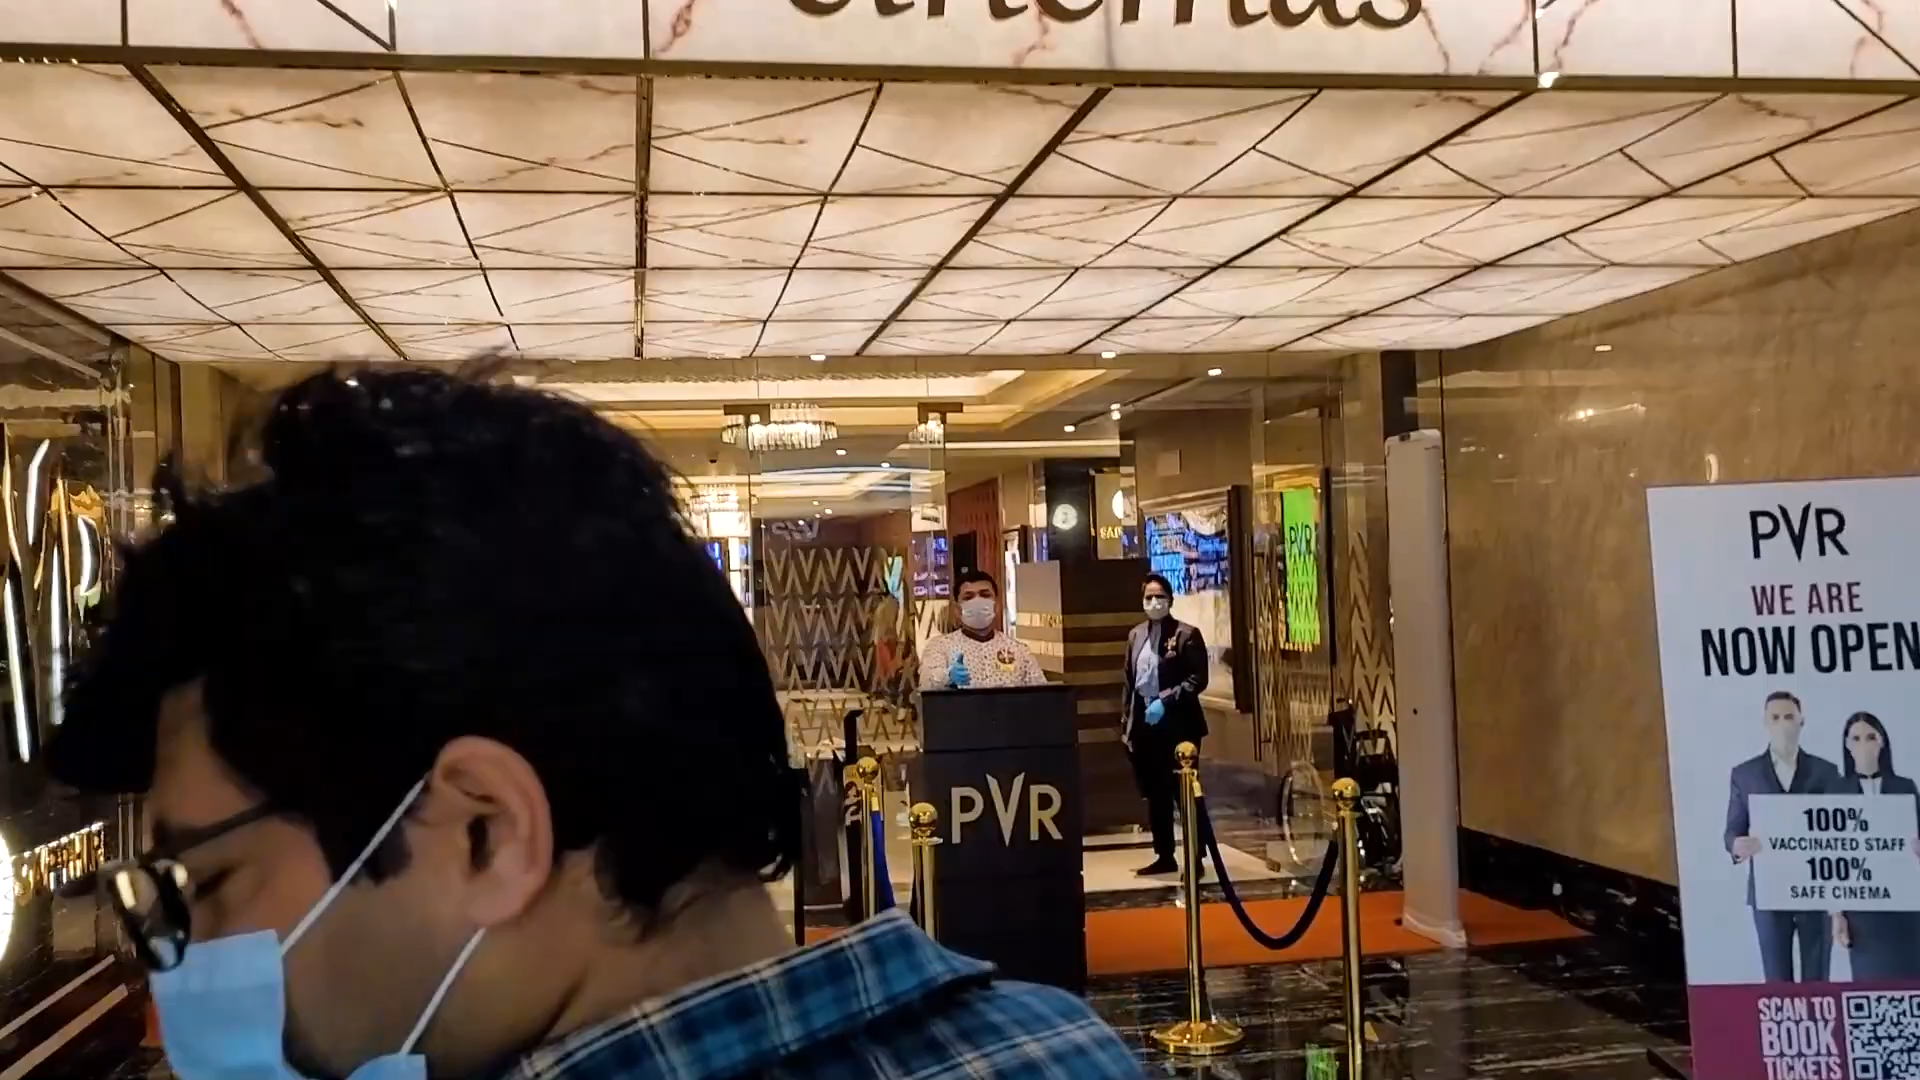 cinemas
PVR
PVR
PVR
WE ARE
NOW OPEN
100%
VACCINATED STAFF
100%
SAFE CINEMA
SCAN TO
BOOK
TICKETS